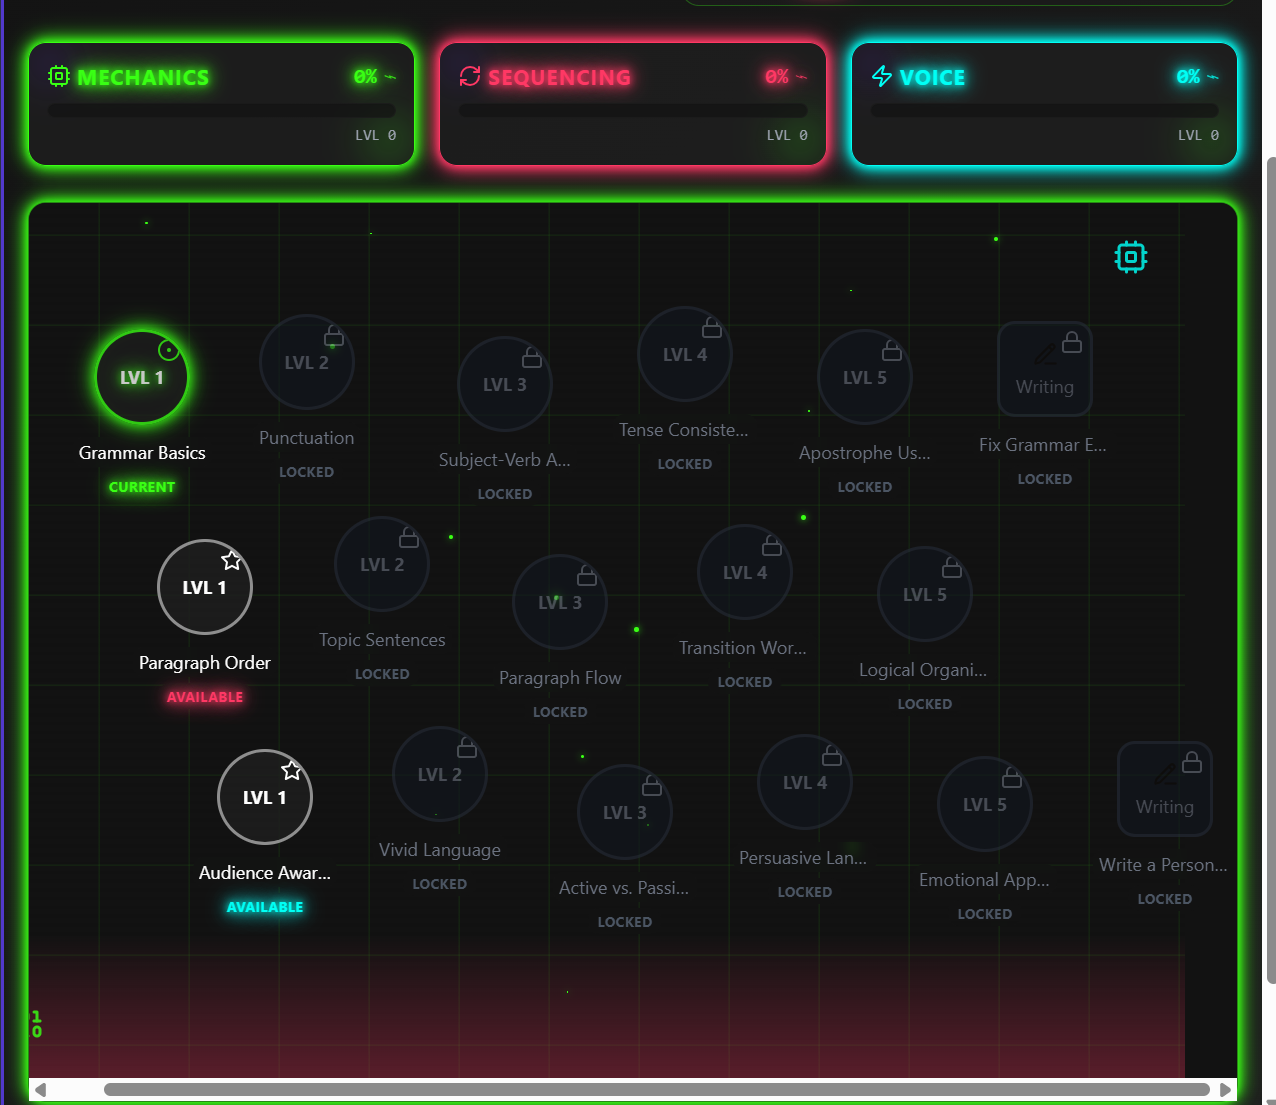 MECHANICS 0% ~
LVL 0
SEQUENCING 0% ~
LVL 0
VOICE 0% ~
LVL 0
LVL 1
Grammar Basics
CURRENT
LVL 2
Punctuation
LOCKED
LVL 3
Subject-Verb A...
LOCKED
LVL 4
Tense Consiste...
LOCKED
LVL 5
Apostrophe Us...
LOCKED
Writing
Fix Grammar E...
LOCKED
LVL 1
Paragraph Order
AVAILABLE
LVL 2
Topic Sentences
LOCKED
LVL 3
Paragraph Flow
LOCKED
LVL 4
Transition Wor...
LOCKED
LVL 5
Logical Organi...
LOCKED
LVL 1
Audience Awar...
AVAILABLE
LVL 2
Vivid Language
LOCKED
LVL 3
Active vs. Passi...
LOCKED
LVL 4
Persuasive Lan...
LOCKED
LVL 5
Emotional App...
LOCKED
Writing
Write a Person...
LOCKED
1
0